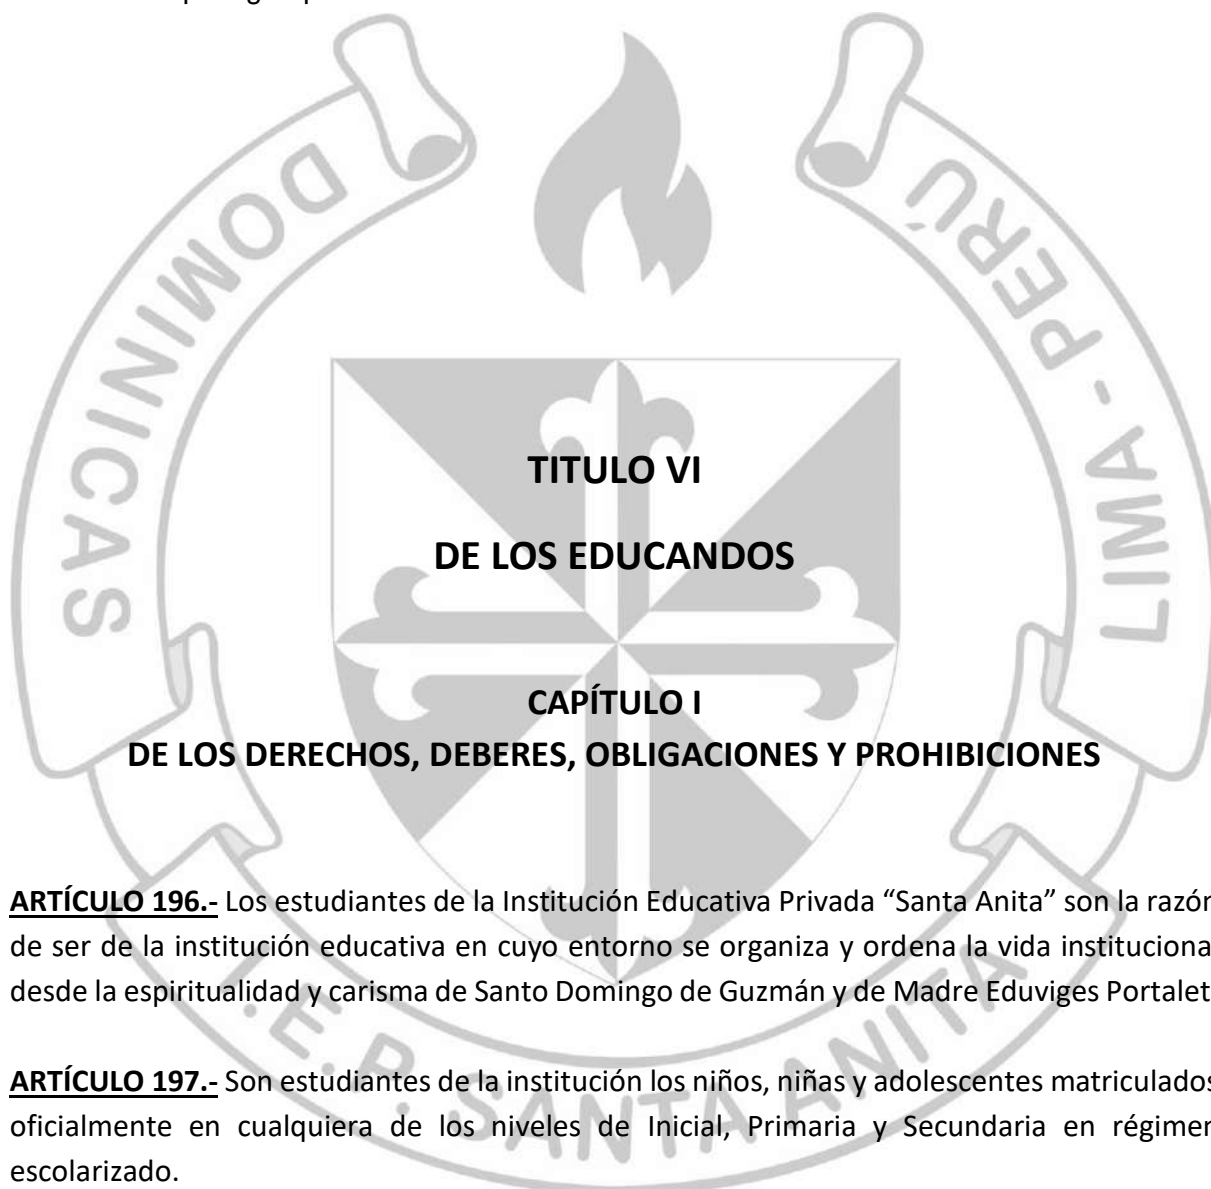 DOMINICAS
LIMA - PERÚ
TITULO VI
DE LOS EDUCANDOS
CAPÍTULO I
DE LOS DERECHOS, DEBERES, OBLIGACIONES Y PROHIBICIONES
ARTÍCULO 196.- Los estudiantes de la Institución Educativa Privada “Santa Anita” son la razón
de ser de la institución educativa en cuyo entorno se organiza y ordena la vida instituciona
desde la espiritualidad y carisma de Santo Domingo de Guzmán y de Madre Eduviges Portalet
ARTÍCULO 197.- Son estudiantes de la institución los niños, niñas y adolescentes matriculados
oficialmente en cualquiera de los niveles de Inicial, Primaria y Secundaria en régimen
escolarizado.
I.E.P. SANTA ANITA